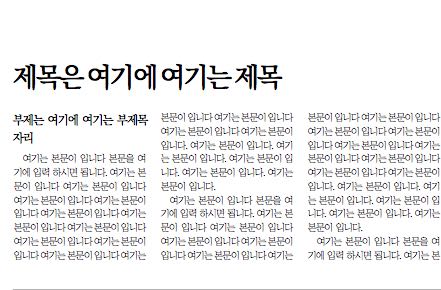 제목은 여기에 여기는 제목
부제는 여기에 여기는 부제목
자리
여기는 본문이 입니다 본문을 여
기에 입력 하시면 됩니다. 여기는 본
문이 입니다 여기는 본문이 입니다
여기는 본문이 입니다 여기는 본문이
입니다 여기는 본문이 입니다 여기는
본문이 입니다 여기는 본문이 입니다
여기는 본문이 입니다 여기는 본문이
입니다 여기는 본문이 입니다 여기는
본문이 입니다 여기는 본문이 입니다
여기는 본문이 입니다 여기는 본문이
입니다. 여기는 본문이 입니다. 여기
는 본문이 입니다. 여기는 본문이 입
니다. 여기는 본문이 입니다. 여기는
본문이 입니다.
여기는 본문이 입니다 본문을 여
기에 입력 하시면 됩니다. 여기는 본
문이 입니다 여기는 본문이 입니다
여기는 본문이 입니다 여기는 본문이
입니다 여기는 본문이 입니다 여기는
본문이 입니다 여기는 본문이 입니다
여기는 본문이 입니다 여기는 본문이
입니다 여기는 본문이 입니다 여기는
본문이 입니다 여기는 본문이 입니다
여기는 본문이 입니다. 여기는 본문이
입니다. 여기는 본문이 입니다. 여기
니다. 여기는 본문이 입니다. 여기는
본문이 입니다.
여기는 본문이 입니다 본문을 여
기에 입력 하시면 됩니다. 여기는 본